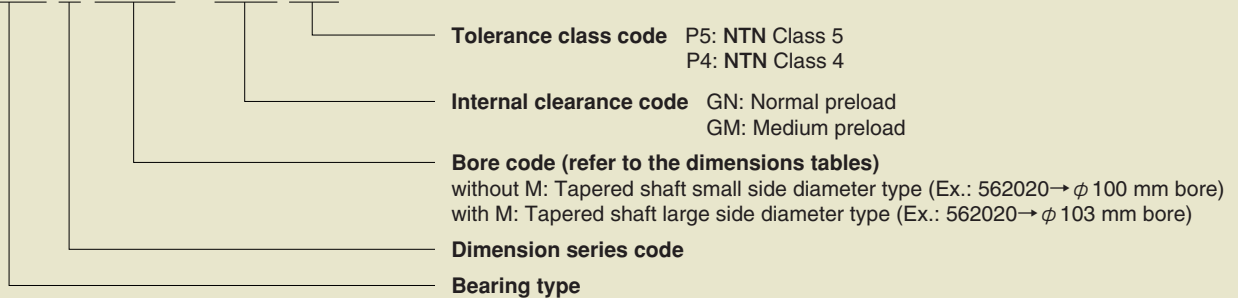 Tolerance class code P5: NTN Class 5
P4: NTN Class 4
Internal clearance code GN: Normal preload
GM: Medium preload
Bore code (refer to the dimensions tables)
without M: Tapered shaft small side diameter type (Ex.: 562020→φ100 mm bore)
with M: Tapered shaft large side diameter type (Ex.: 562020→φ103 mm bore)
Dimension series code
Bearing type